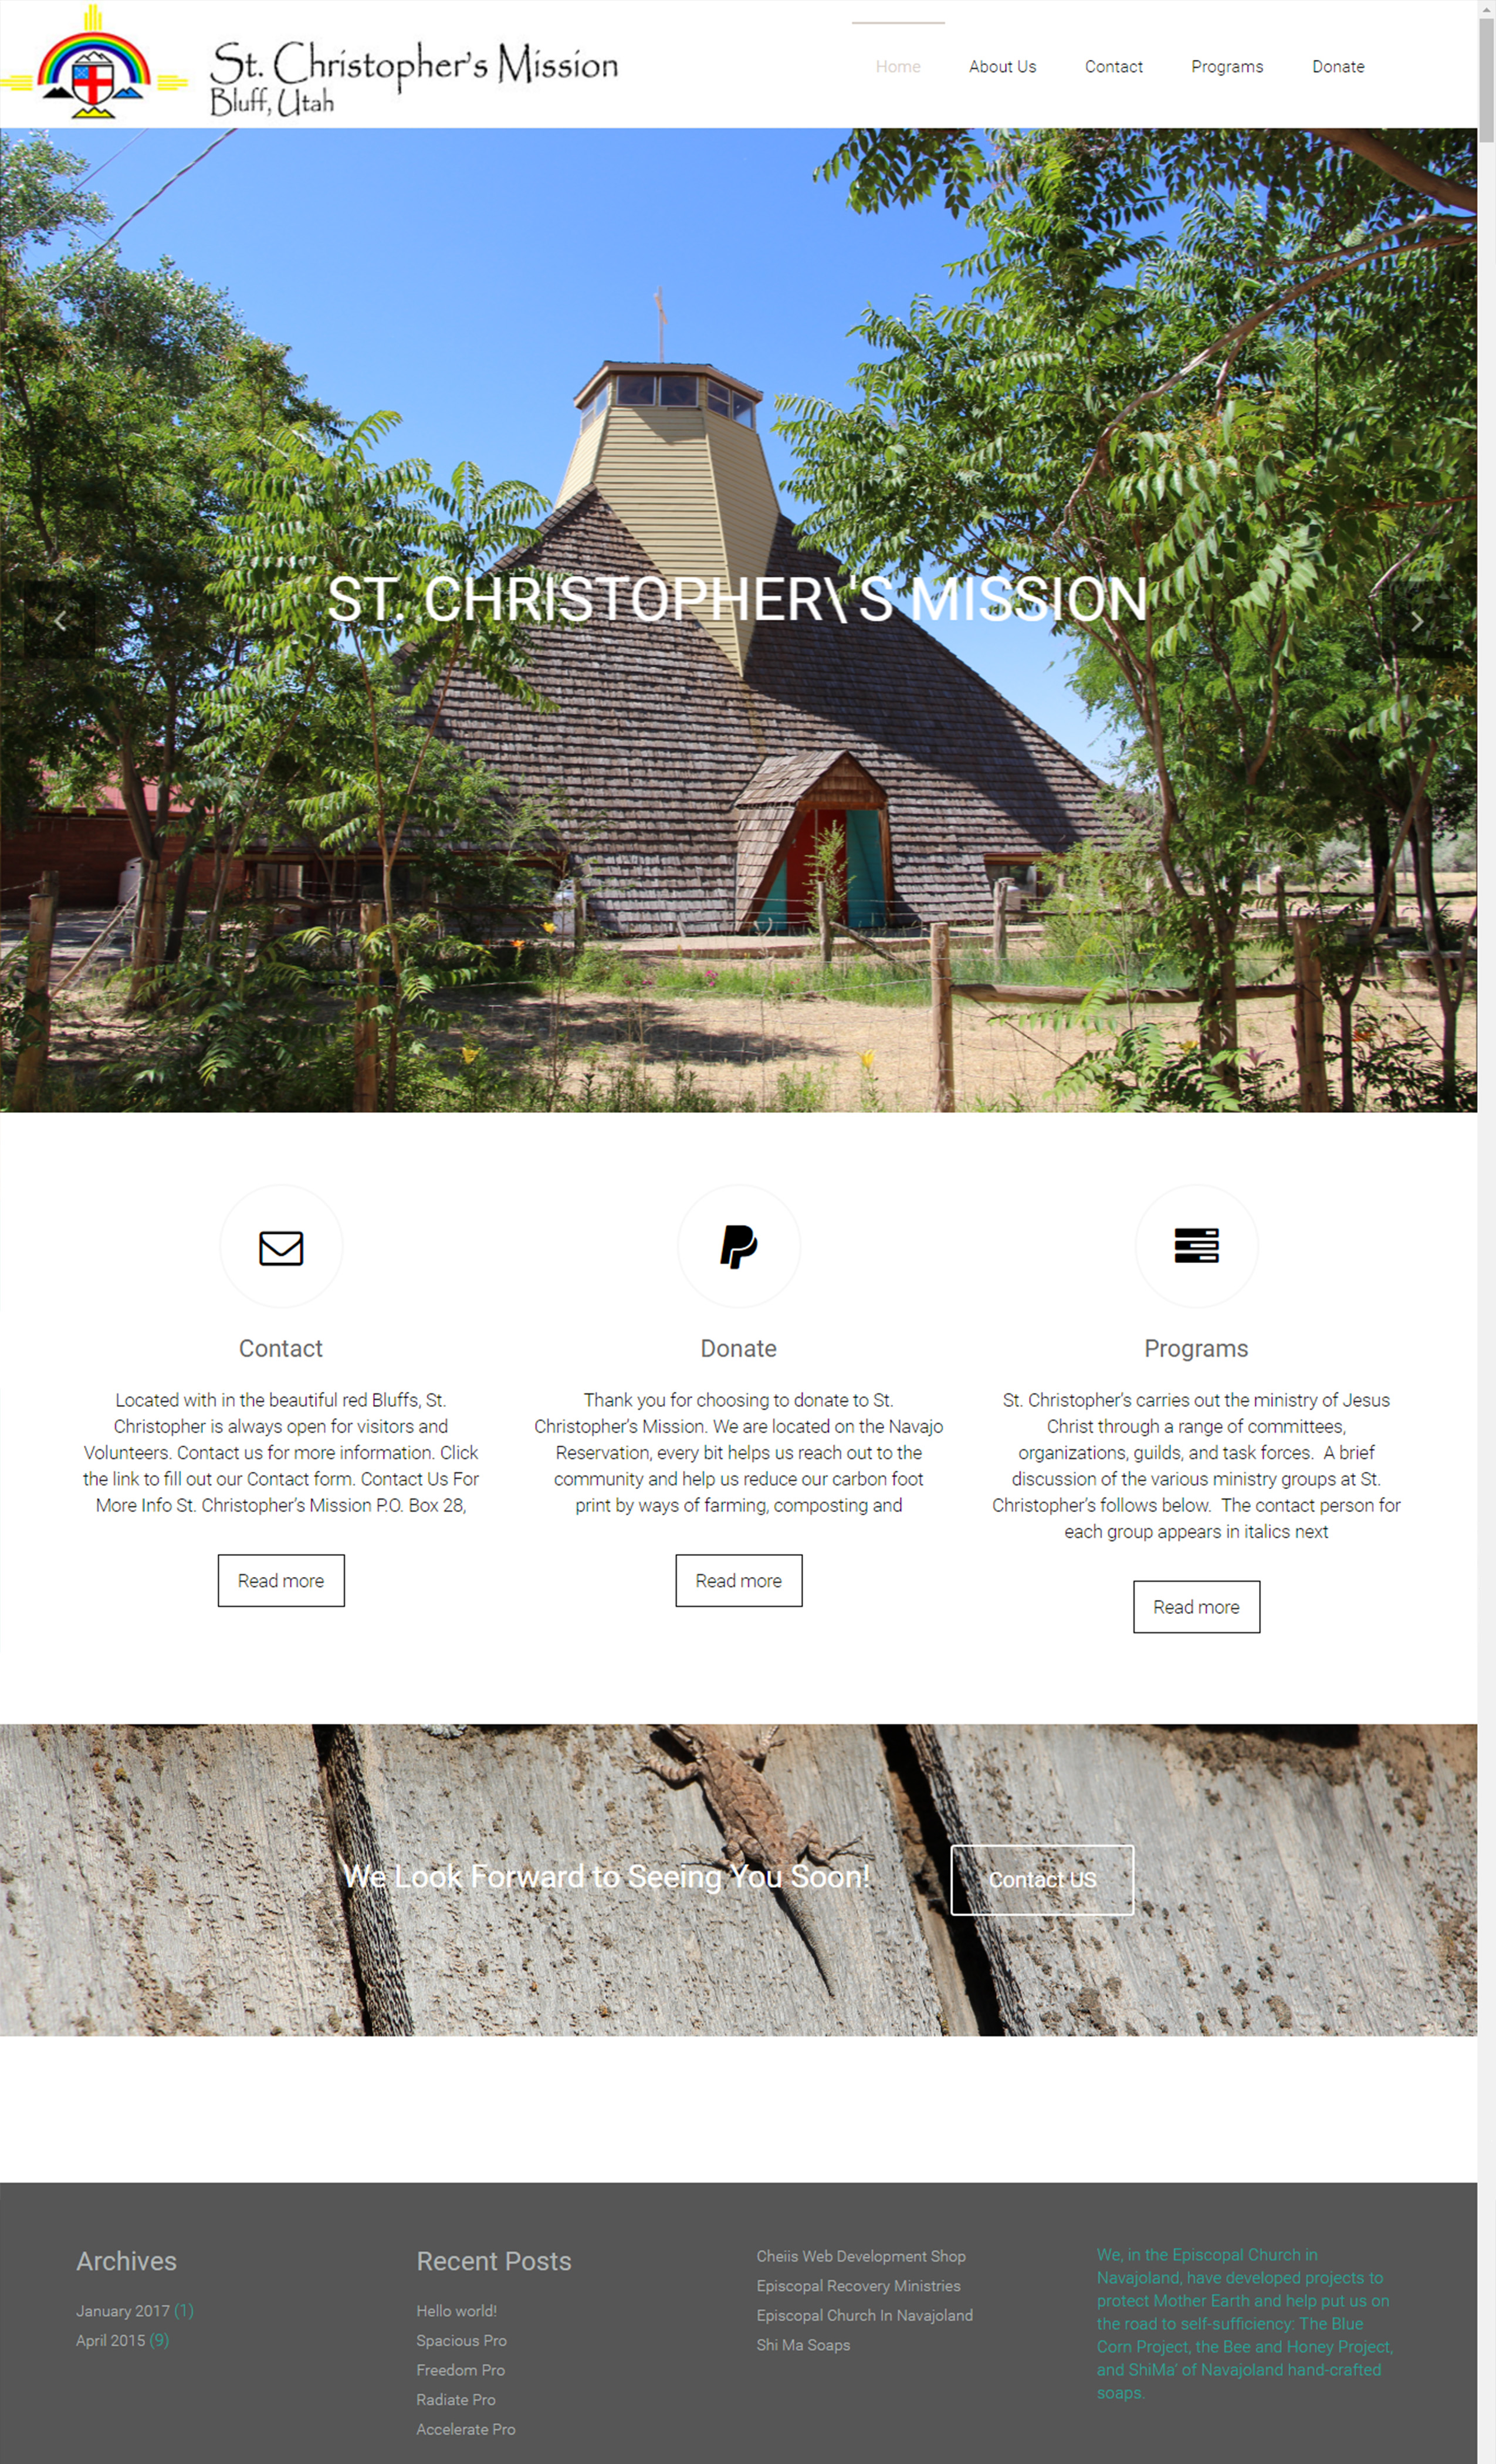 St. Christopher's Mission
Bluff, Utah
Home
About Us
Contact
Programs
Donate
ST. CHRISTOPHER\'S MISSION
Contact
Located with in the beautiful red Bluffs, St.
Christopher is always open for visitors and
Volunteers. Contact us for more information. Click
the link to fill out our Contact form. Contact Us For
More Info St. Christopher's Mission P.O. Box 28,
Read more
Donate
Thank you for choosing to donate to St.
Christopher's Mission. We are located on the Navajo
Reservation, every bit helps us reach out to the
community and help us reduce our carbon foot
print by ways of farming, composting and
Read more
Programs
St. Christopher's carries out the ministry of Jesus
Christ through a range of committees,
organizations, guilds, and task forces. A brief
discussion of the various ministry groups at St.
Christopher's follows below. The contact person for
each group appears in italics next
Read more
We Look Forward to Seeing You Soon!
Contact US
Archives
January 2017 (1)
April 2015 (9)
Recent Posts
Hello world!
Spacious Pro
Freedom Pro
Radiate Pro
Accelerate Pro
Cheiis Web Development Shop
Episcopal Recovery Ministries
Episcopal Church In Navajoland
Shi Ma Soaps
We, in the Episcopal Church in
Navajoland, have developed projects to
protect Mother Earth and help put us on
the road to self-sufficiency: The Blue
Corn Project, the Bee and Honey Project,
and ShiMa' of Navajoland hand-crafted
soaps.